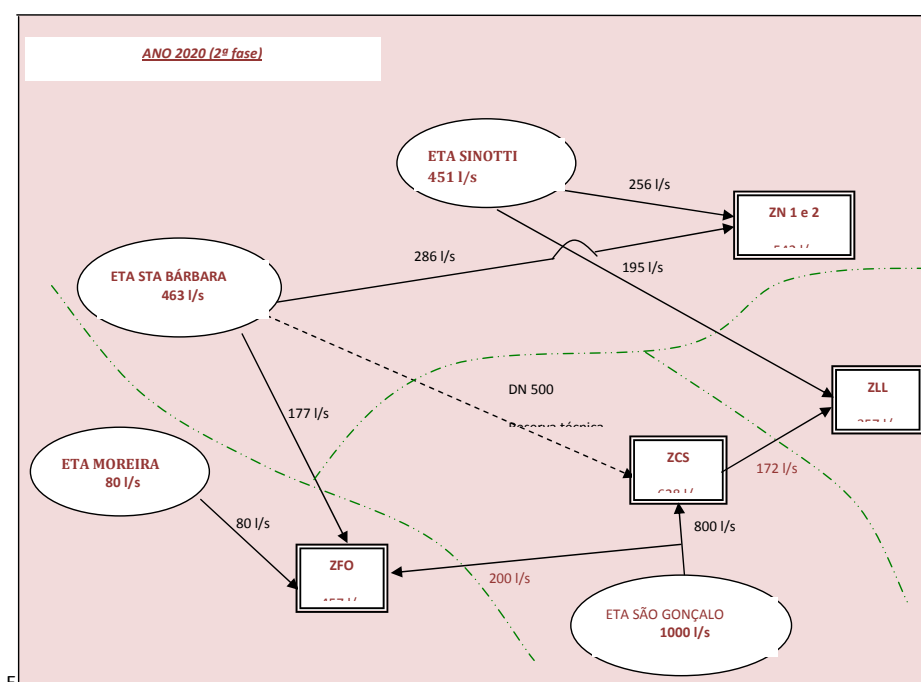 ANO 2020 (2ª fase)
ETA SINOTTI
451 l/s
256 l/s
ZN 1 e 2
286 l/s
195 l/s
ETA STA BÁRBARA
463 l/s
DN 500
ZLL
177 l/s
ZCS
172 l/s
ETA MOREIRA
80 l/s
80 l/s
800 l/s
ZFO
200 l/s
ETA SÃO GONÇALO
1000 l/s